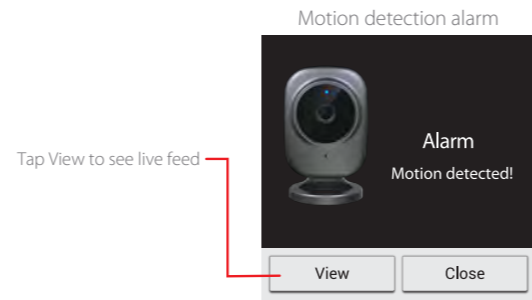 Motion detection alarm
Alarm
Motion detected!
Tap View to see live feed
View
Close